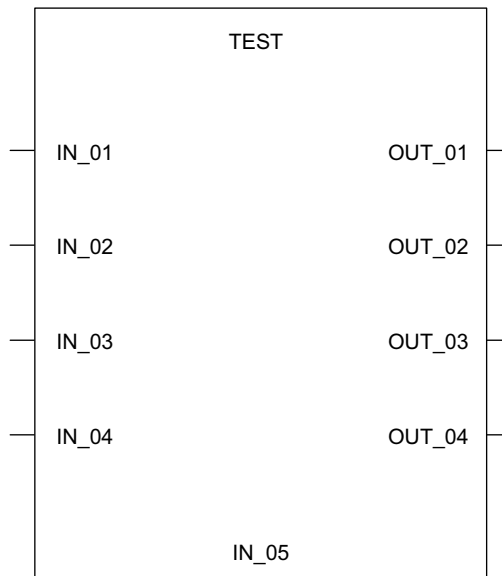 TEST
IN_01 OUT_01
IN_02 OUT_02
IN_03 OUT_03
IN_04 OUT_04
IN_05